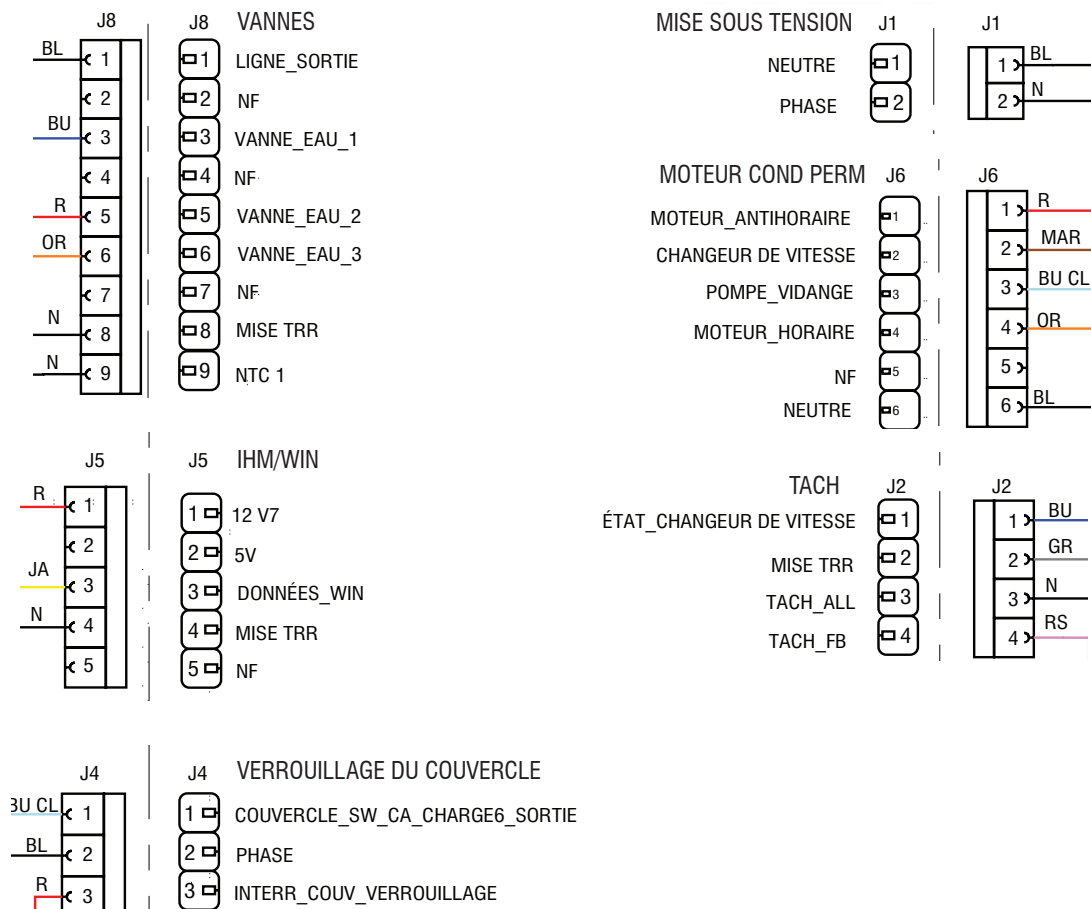 J8 J8 VANNES
BL 1 1 LIGNE_SORTIE
2 2 NF
BU 3 3 VANNE_EAU_1
4 4 NF
R 5 5 VANNE_EAU_2
OR 6 6 VANNE_EAU_3
7 7 NF
N 8 8 MISE TRR
N 9 9 NTC 1
J5 J5 IHM/WIN
R 1 1 12 V7
2 2 5V
JA 3 3 DONNÉES_WIN
N 4 4 MISE TRR
5 5 NF
J4 J4 VERROUILLAGE DU COUVERCLE
BU CL 1 1 COUVERCLE_SW_CA_CHARGE6_SORTIE
BL 2 2 PHASE
R 3 3 INTERR_COUV_VERROUILLAGE
MISE SOUS TENSION J1 J1
NEUTRE 1 1 BL
PHASE 2 2 N
MOTEUR COND PERM J6 J6
MOTEUR_ANTIHORAIRE 1 1 R
CHANGEUR DE VITESSE 2 2 MAR
POMPE_VIDANGE 3 3 BU CL
MOTEUR_HORAIRE 4 4 OR
NF 5 5
NEUTRE 6 6 BL
TACH J2 J2
ÉTAT_CHANGEUR DE VITESSE 1 1 BU
MISE TRR 2 2 GR
TACH_ALL 3 3 N
TACH_FB 4 4 RS